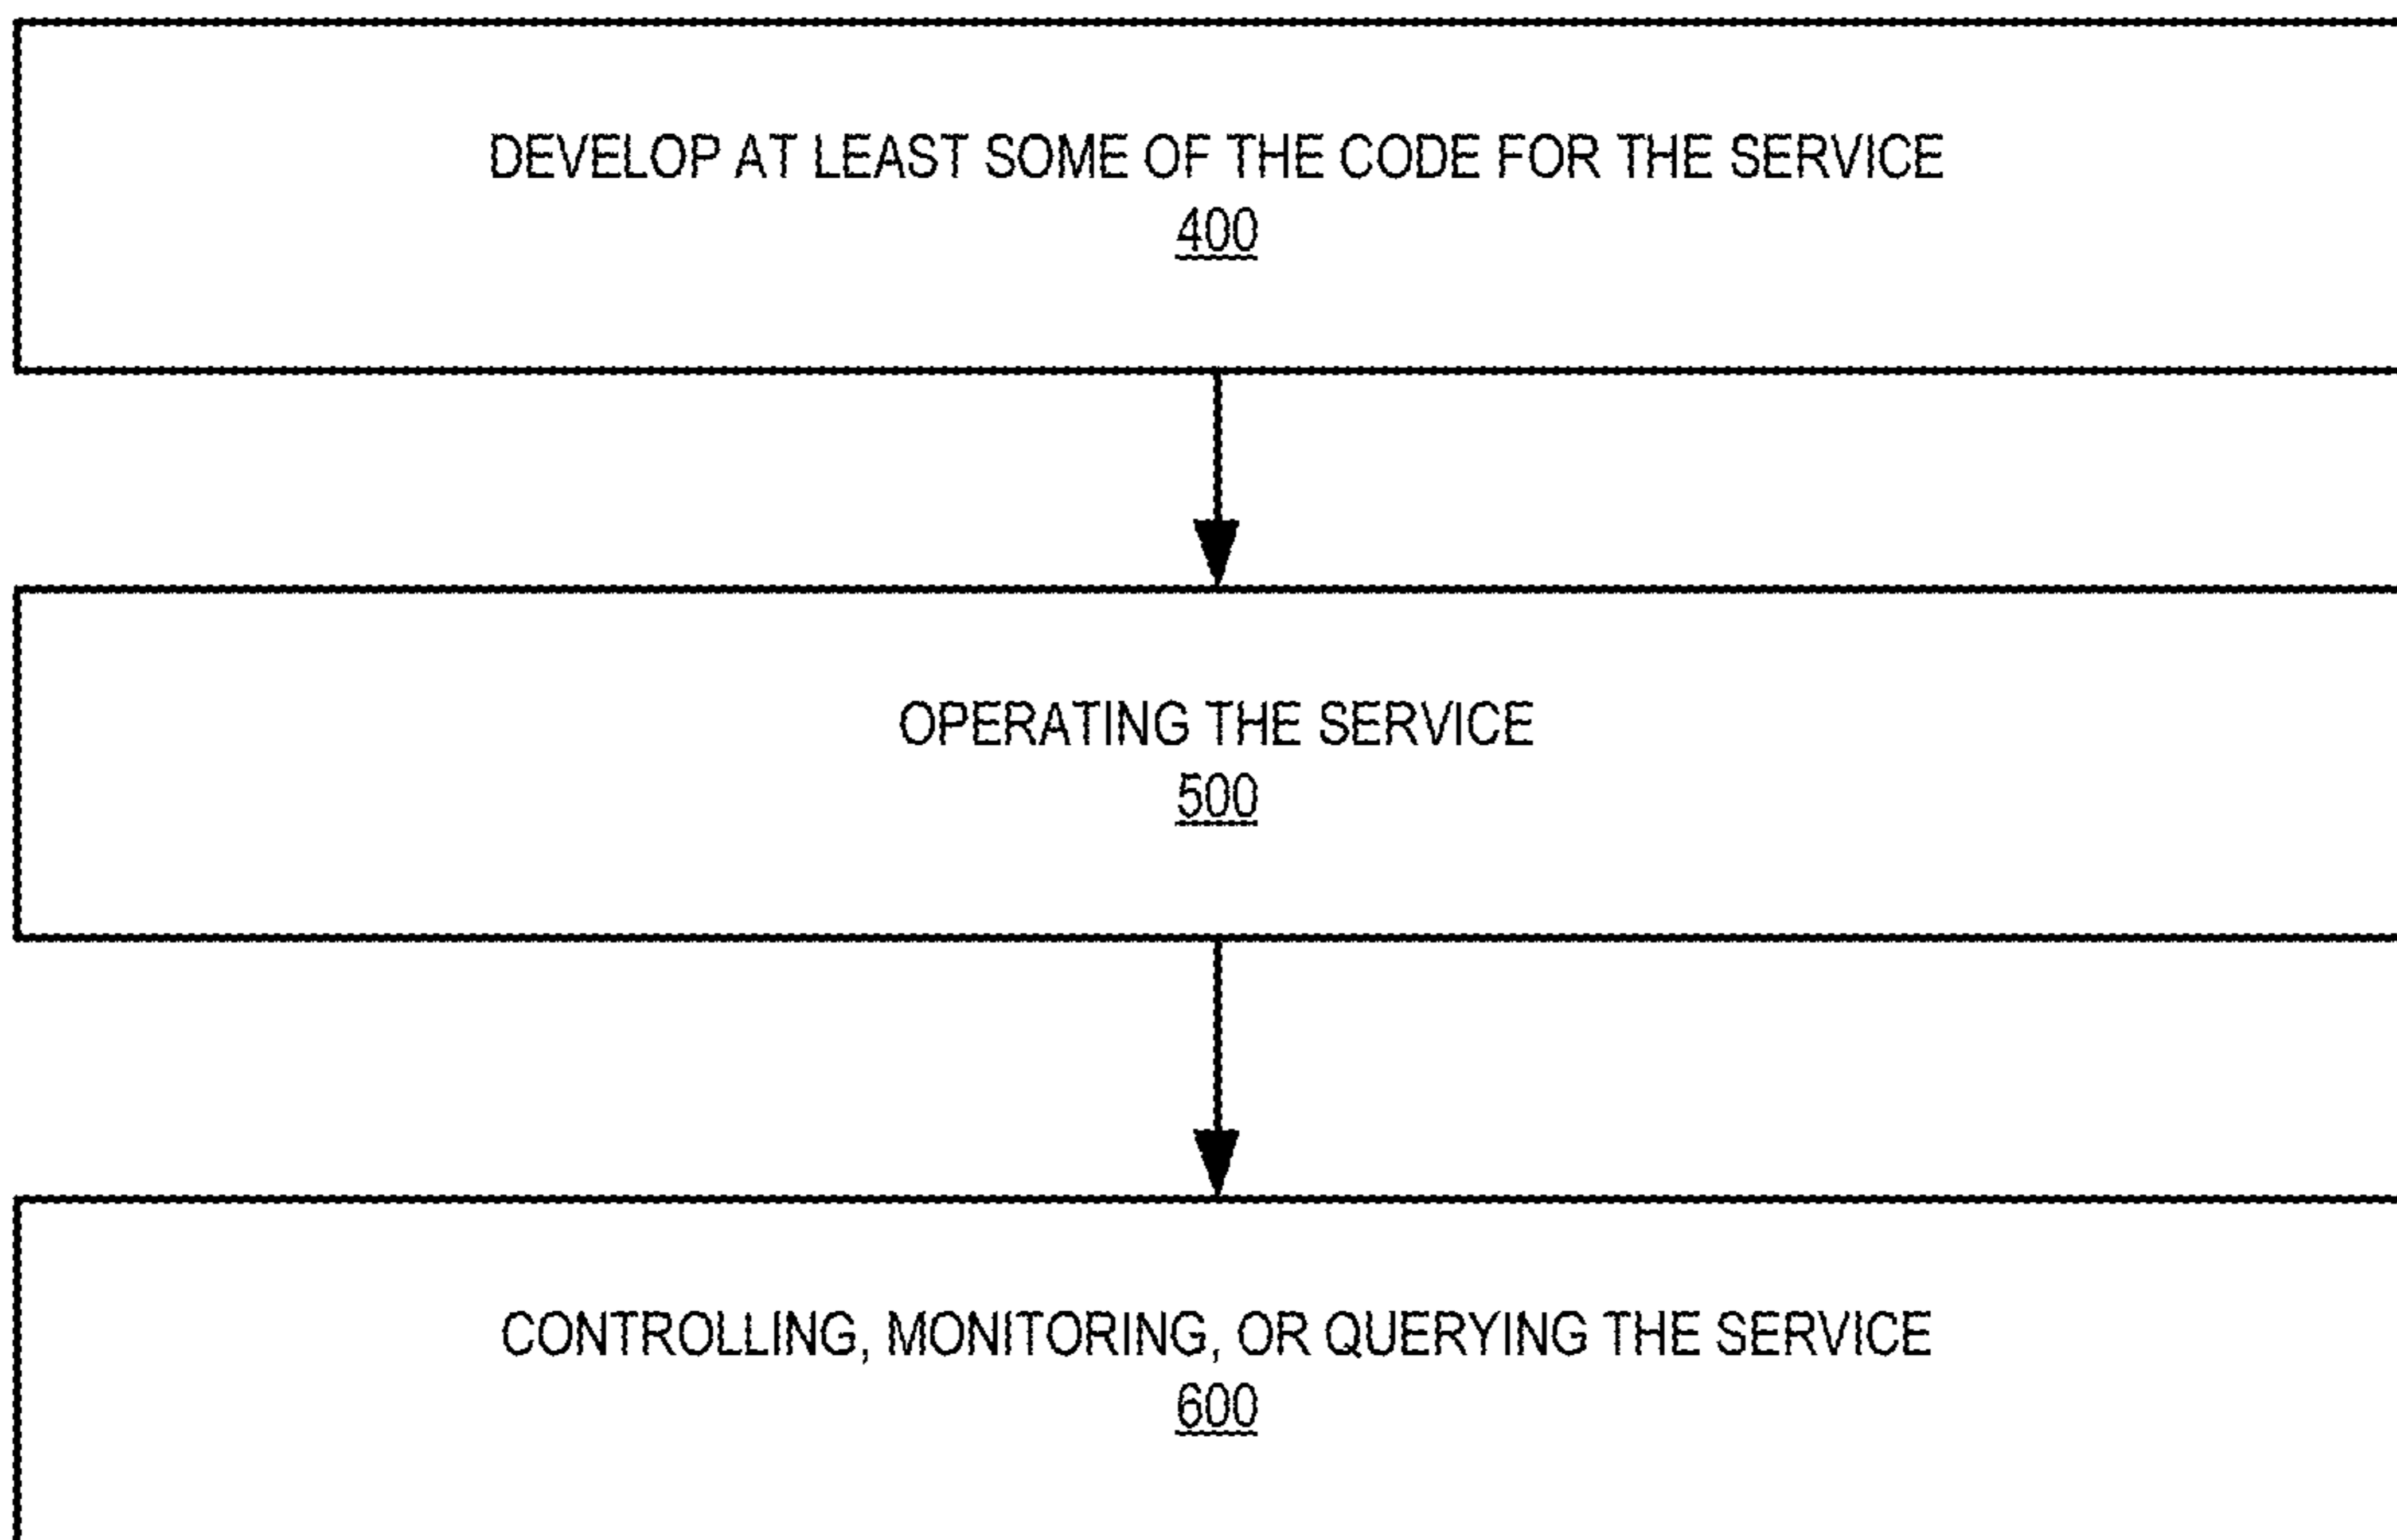 DEVELOP AT LEAST SOME OF THE CODE FOR THE SERVICE
400
OPERATING THE SERVICE
500
CONTROLLING, MONITORING, OR QUERYING THE SERVICE
600